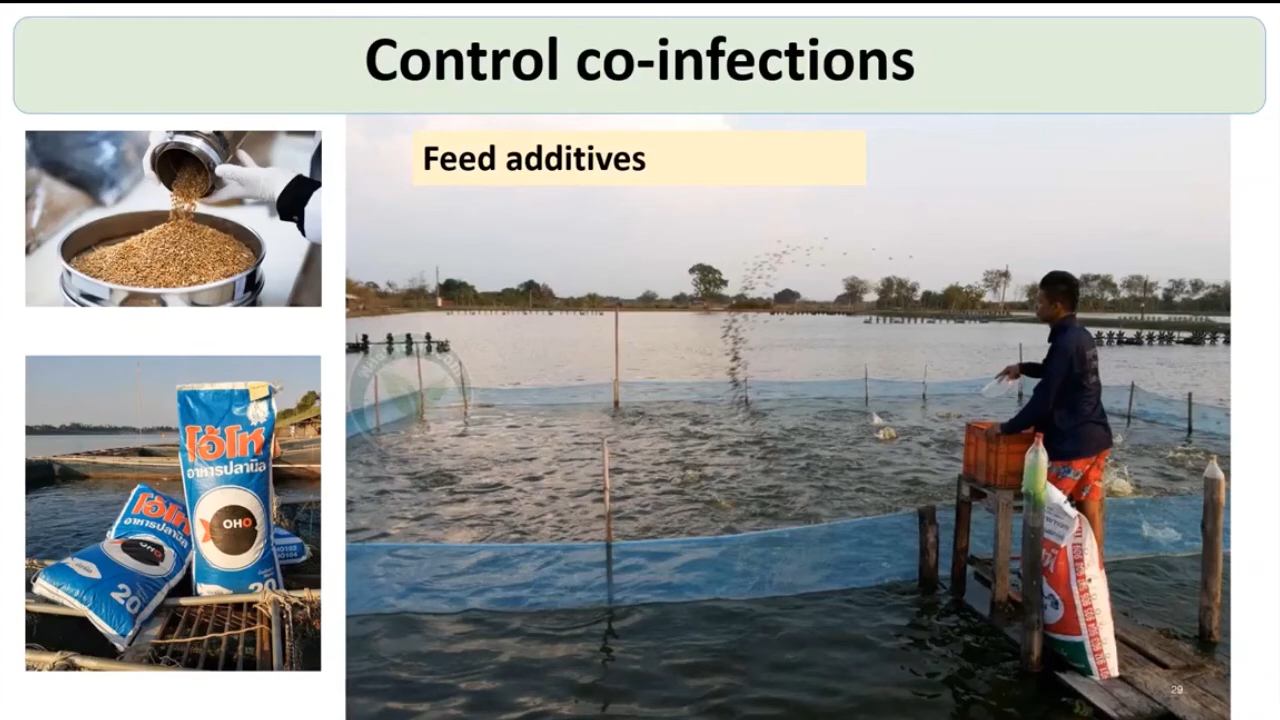 Control co-infections
Feed additives
โอ้โห
อาหารปลานิล
OHO
20
โอ้โห
อาหารปลานิล
OHO
20
29